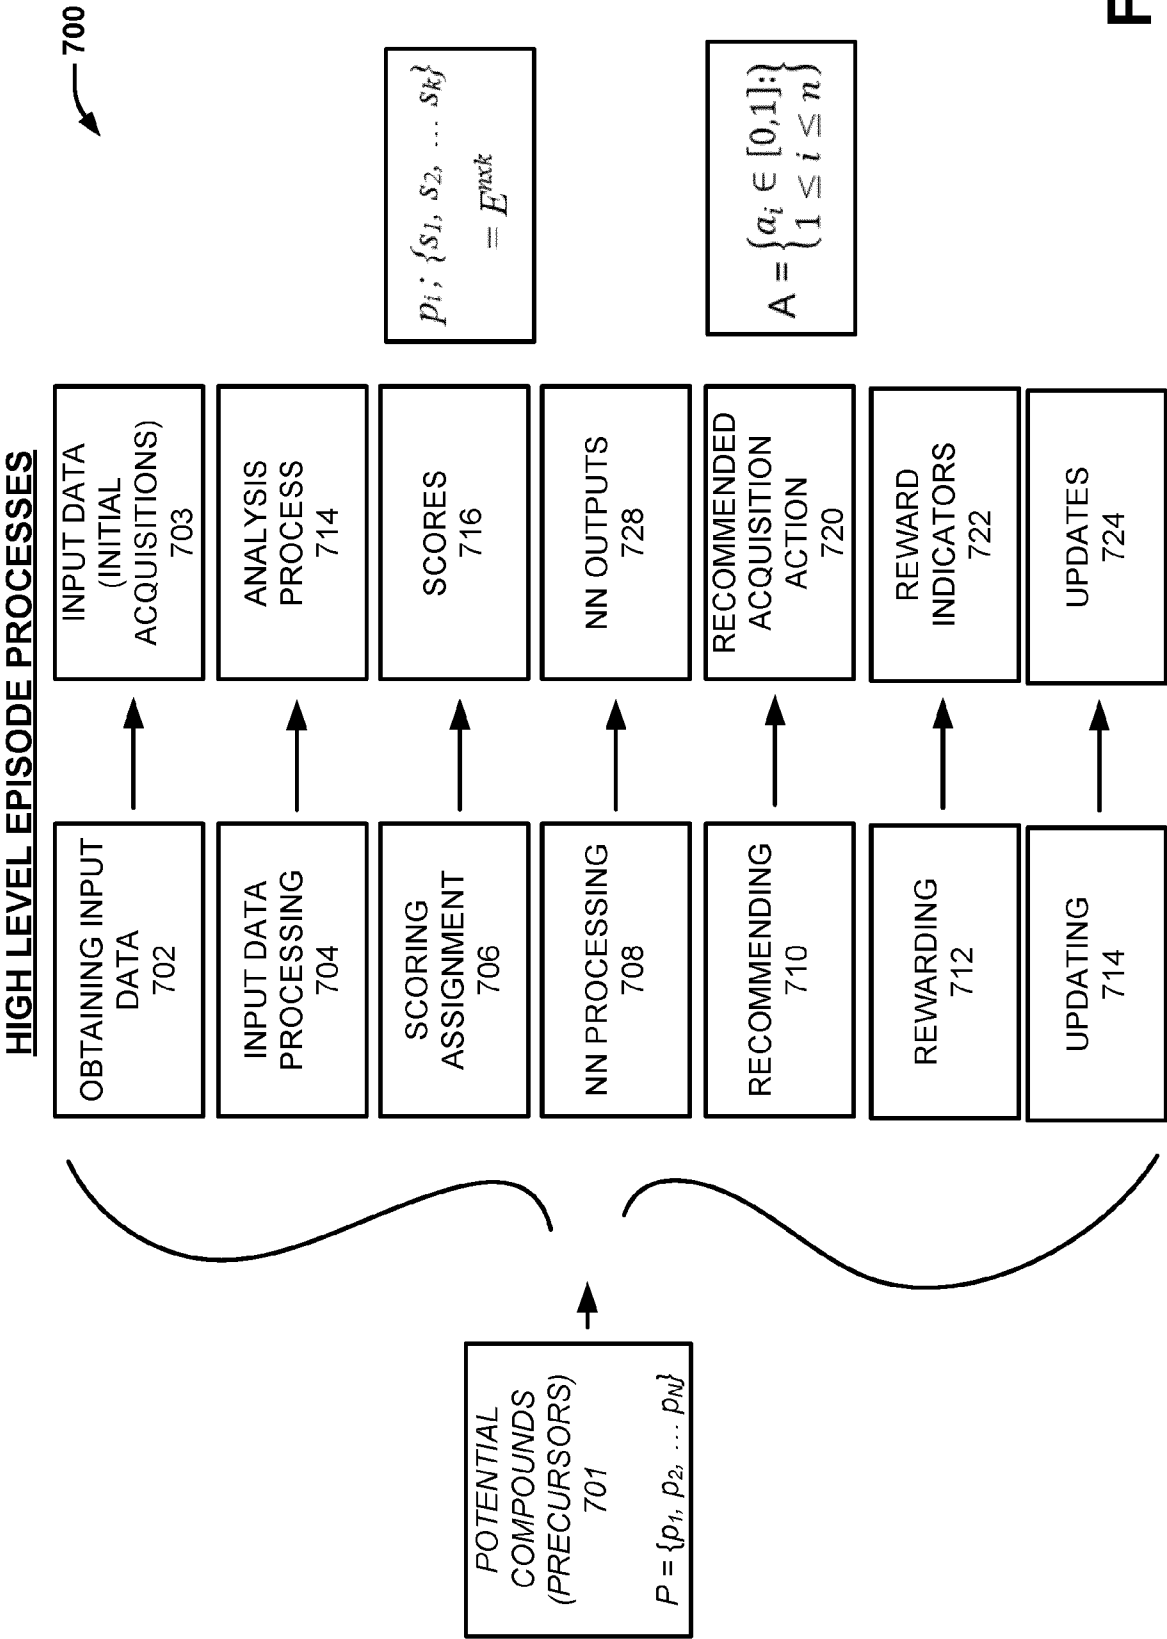 HIGH LEVEL EPISODE PROCESSES
700
POTENTIAL
COMPOUNDS
(PRECURSORS)
701
P = {p1, p2, ... pN}
OBTAINING INPUT
DATA
702
INPUT DATA
(INITIAL
ACQUISITIONS)
703
INPUT DATA
PROCESSING
704
ANALYSIS
PROCESS
714
SCORING
ASSIGNMENT
706
SCORES
716
pi; {s1, s2, ... sk}
= Enxk
NN PROCESSING
708
NN OUTPUTS
728
RECOMMENDING
710
RECOMMENDED
ACQUISITION
ACTION
720
A = {ai ∈ [0,1]:}
{1 ≤ i ≤ n}
REWARDING
712
REWARD
INDICATORS
722
UPDATING
714
UPDATES
724
F